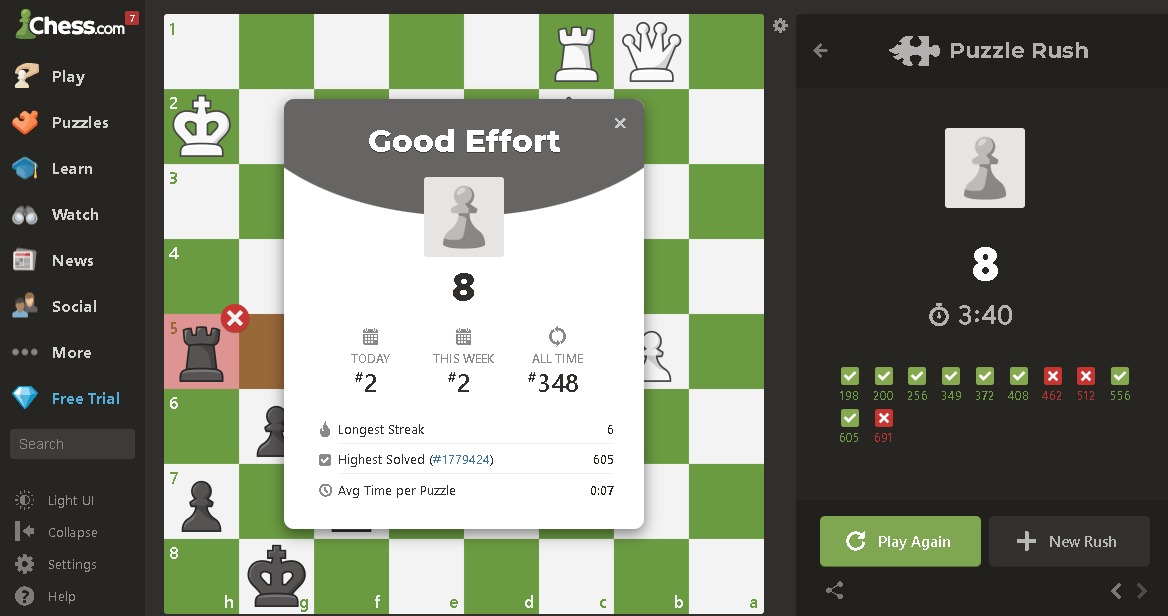 Chess.com
7
Play
Puzzles
Learn
Watch
News
Social
More
Free Trial
Search
Light UI
Collapse
Settings
Help
1
2
3
4
5
6
7
8
h g f e d c b a
Good Effort
8
TODAY
#2
THIS WEEK
#2
ALL TIME
#348
Longest Streak 6
Highest Solved (#1779424) 605
Avg Time per Puzzle 0:07
Puzzle Rush
8
3:40
198 200 256 349 372 408 462 512 556
605 691
Play Again
New Rush